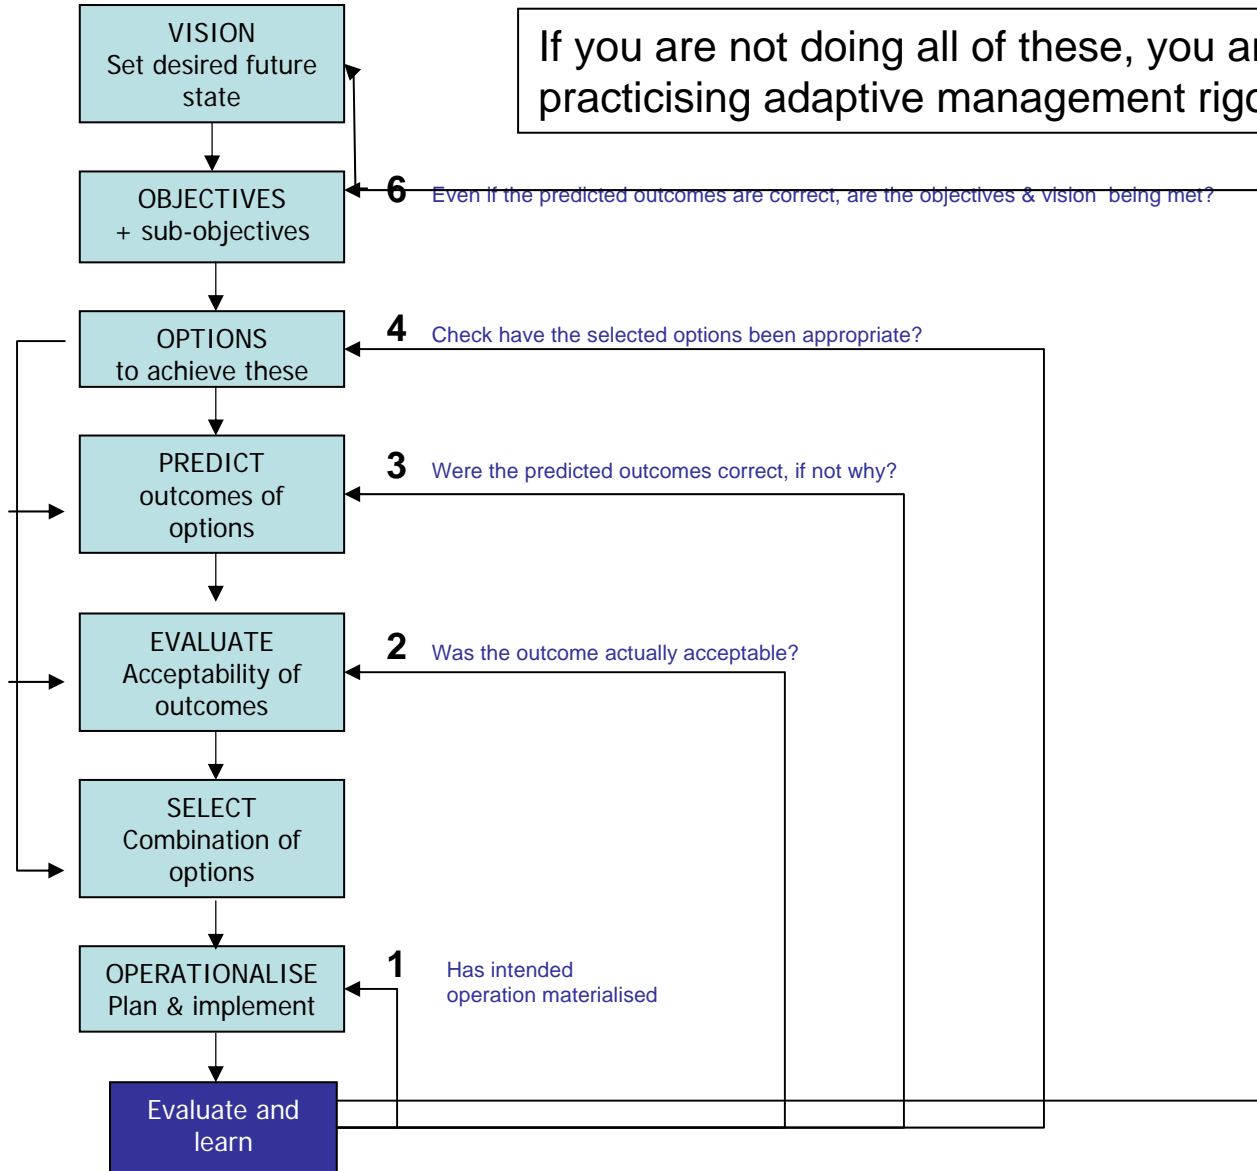 VISION
Set desired future
state
If you are not doing all of these, you
practicising adaptive management
OBJECTIVES
+ sub-objectives
6 Even if the predicted outcomes are correct, are the objectives & vision being met?
OPTIONS
to achieve these
4 Check have the selected options been appropriate?
PREDICT
outcomes of
options
3 Were the predicted outcomes correct, if not why?
EVALUATE
Acceptability of
outcomes
2 Was the outcome actually acceptable?
SELECT
Combination of
options
OPERATIONALISE
Plan & implement
1 Has intended
operation materialised
Evaluate and
learn